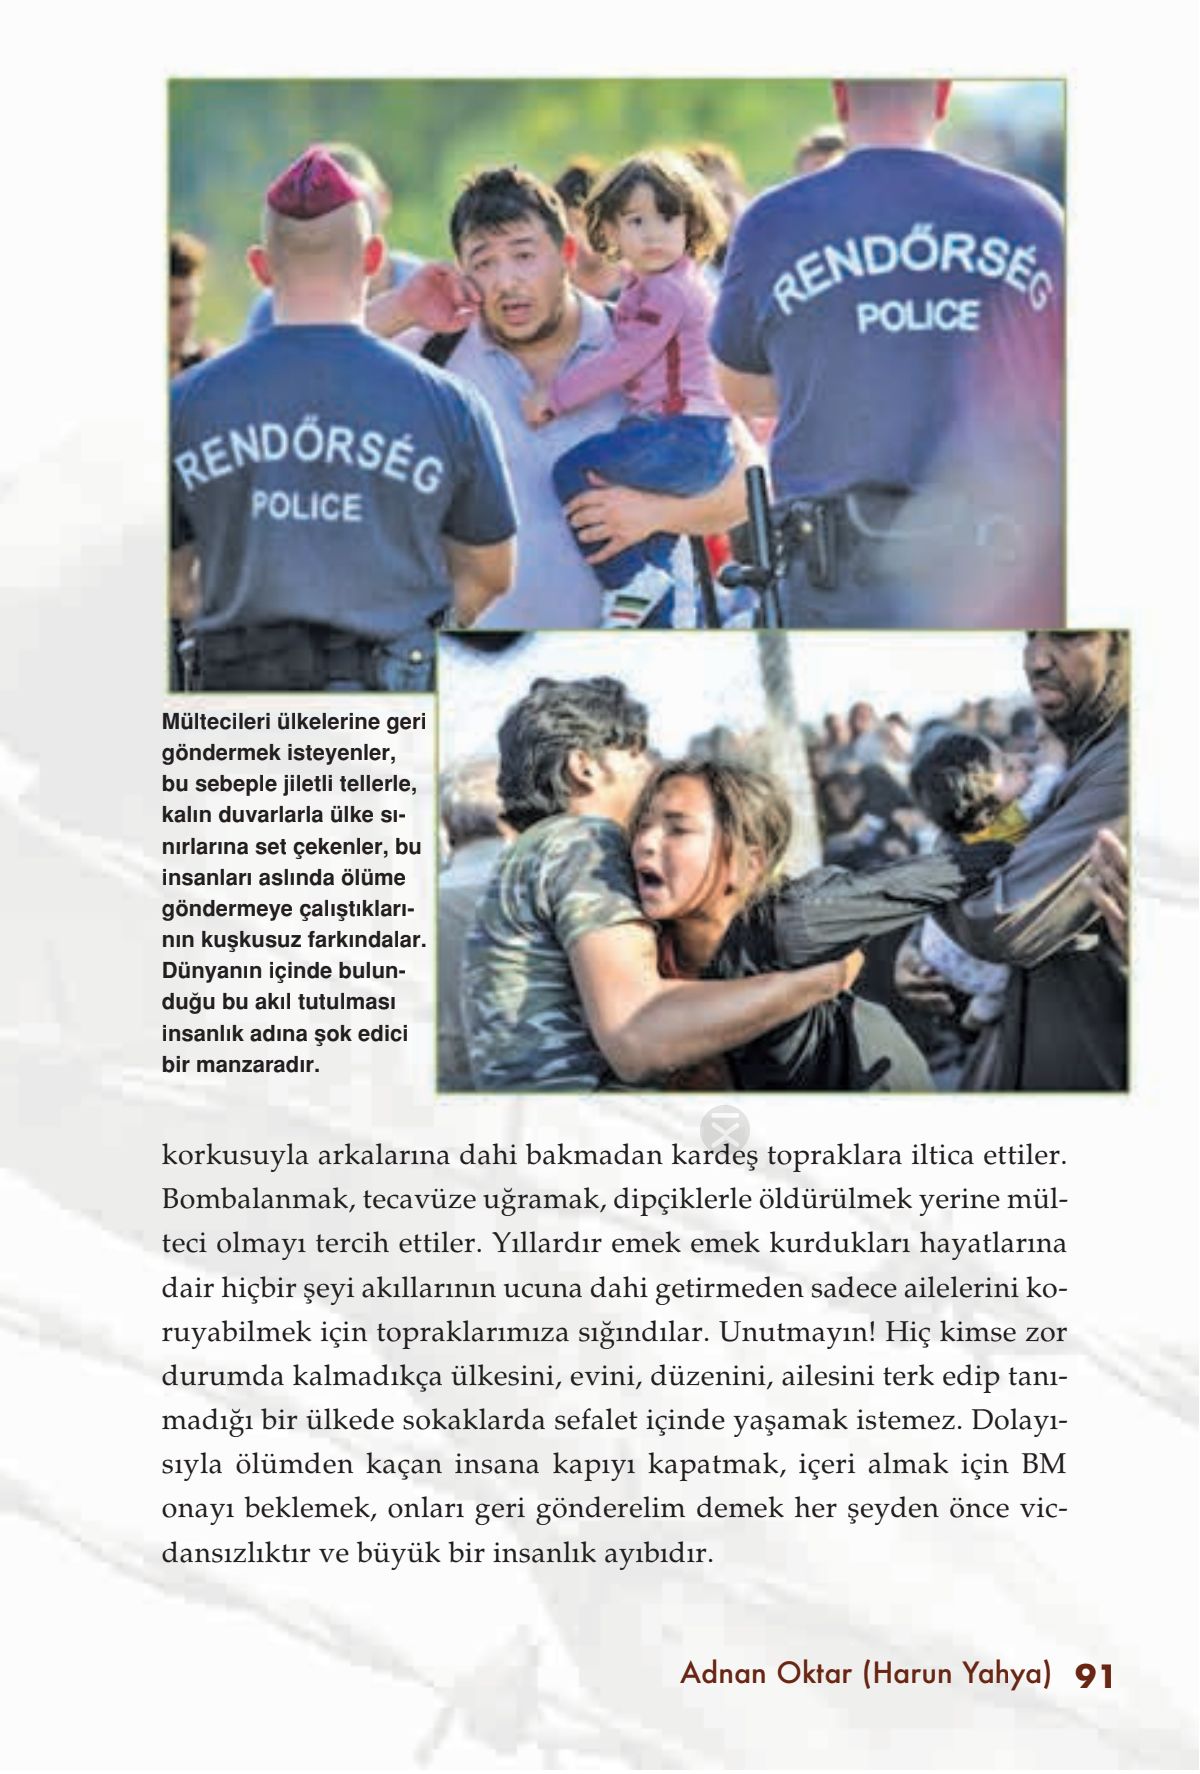 RENDŐRSÉG
POLICE
RENDŐRSÉG
POLICE
Mültecileri ülkelerine geri
göndermek isteyenler,
bu sebeple jiletli tellerle,
kalın duvarlarla ülke sı-
nırlarına set çekenler, bu
insanları aslında ölüme
göndermeye çalıştıkları-
nın kuşkusuz farkındalar.
Dünyanın içinde bulun-
duğu bu akıl tutulması
insanlık adına şok edici
bir manzaradır.
korkusuyla arkalarına dahi bakmadan kardeş topraklara iltica ettiler.
Bombalanmak, tecavüze uğramak, dipçiklerle öldürülmek yerine mül-
teci olmayı tercih ettiler. Yıllardır emek emek kurdukları hayatlarına
dair hiçbir şeyi akıllarının ucuna dahi getirmeden sadece ailelerini ko-
ruyabilmek için topraklarımıza sığındılar. Unutmayın! Hiç kimse zor
durumda kalmadıkça ülkesini, evini, düzenini, ailesini terk edip tanı-
madığı bir ülkede sokaklarda sefalet içinde yaşamak istemez. Dolayı-
sıyla ölümden kaçan insana kapıyı kapatmak, içeri almak için BM
onayı beklemek, onları geri gönderelim demek her şeyden önce vic-
dansızlıktır ve büyük bir insanlık ayıbıdır.
Adnan Oktar (Harun Yahya) 91